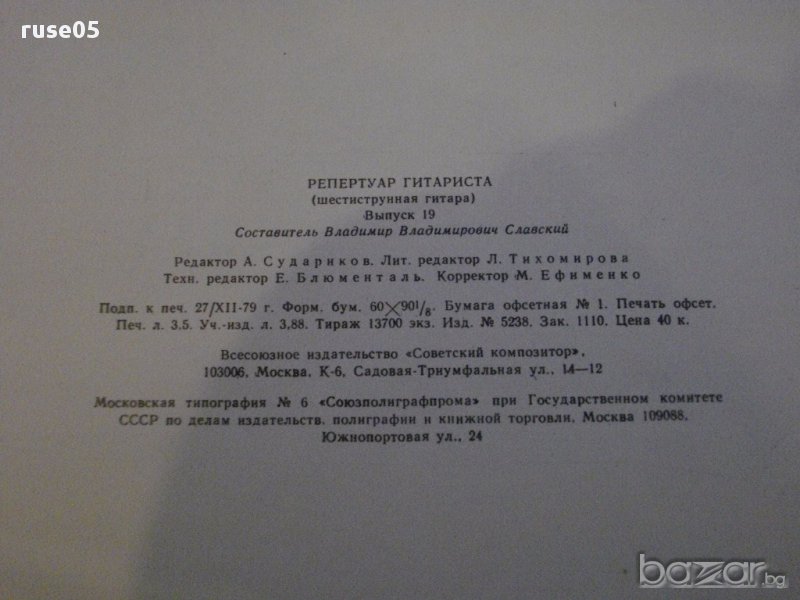 ruse05
РЕПЕРТУАР ГИТАРИСТА
(шестиструнная гитара)
Выпуск 19
Составитель Владимир Владимирович Славский
Редактор А. Судариков. Лит. редактор Л. Тихомирова
Техн. редактор Е. Блюменталь. Корректор М. Ефименко
Подп. к печ. 27/XII-79 г. Форм. бум. 60×90 1/8. Бумага офсетная № 1. Печать офсет.
Печ. л. 3,5. Уч.-изд. л. 3,88. Тираж 13700 экз. Изд. № 5238. Зак. 1110. Цена 40 к.
Всесоюзное издательство «Советский композитор»,
103006, Москва, К-6, Садовая-Триумфальная ул., 14—12
Московская типография № 6 «Союзполиграфпрома» при Государственном комитете
СССР по делам издательств, полиграфии и книжной торговли, Москва 109088,
Южнопортовая ул., 24
bazar.bg